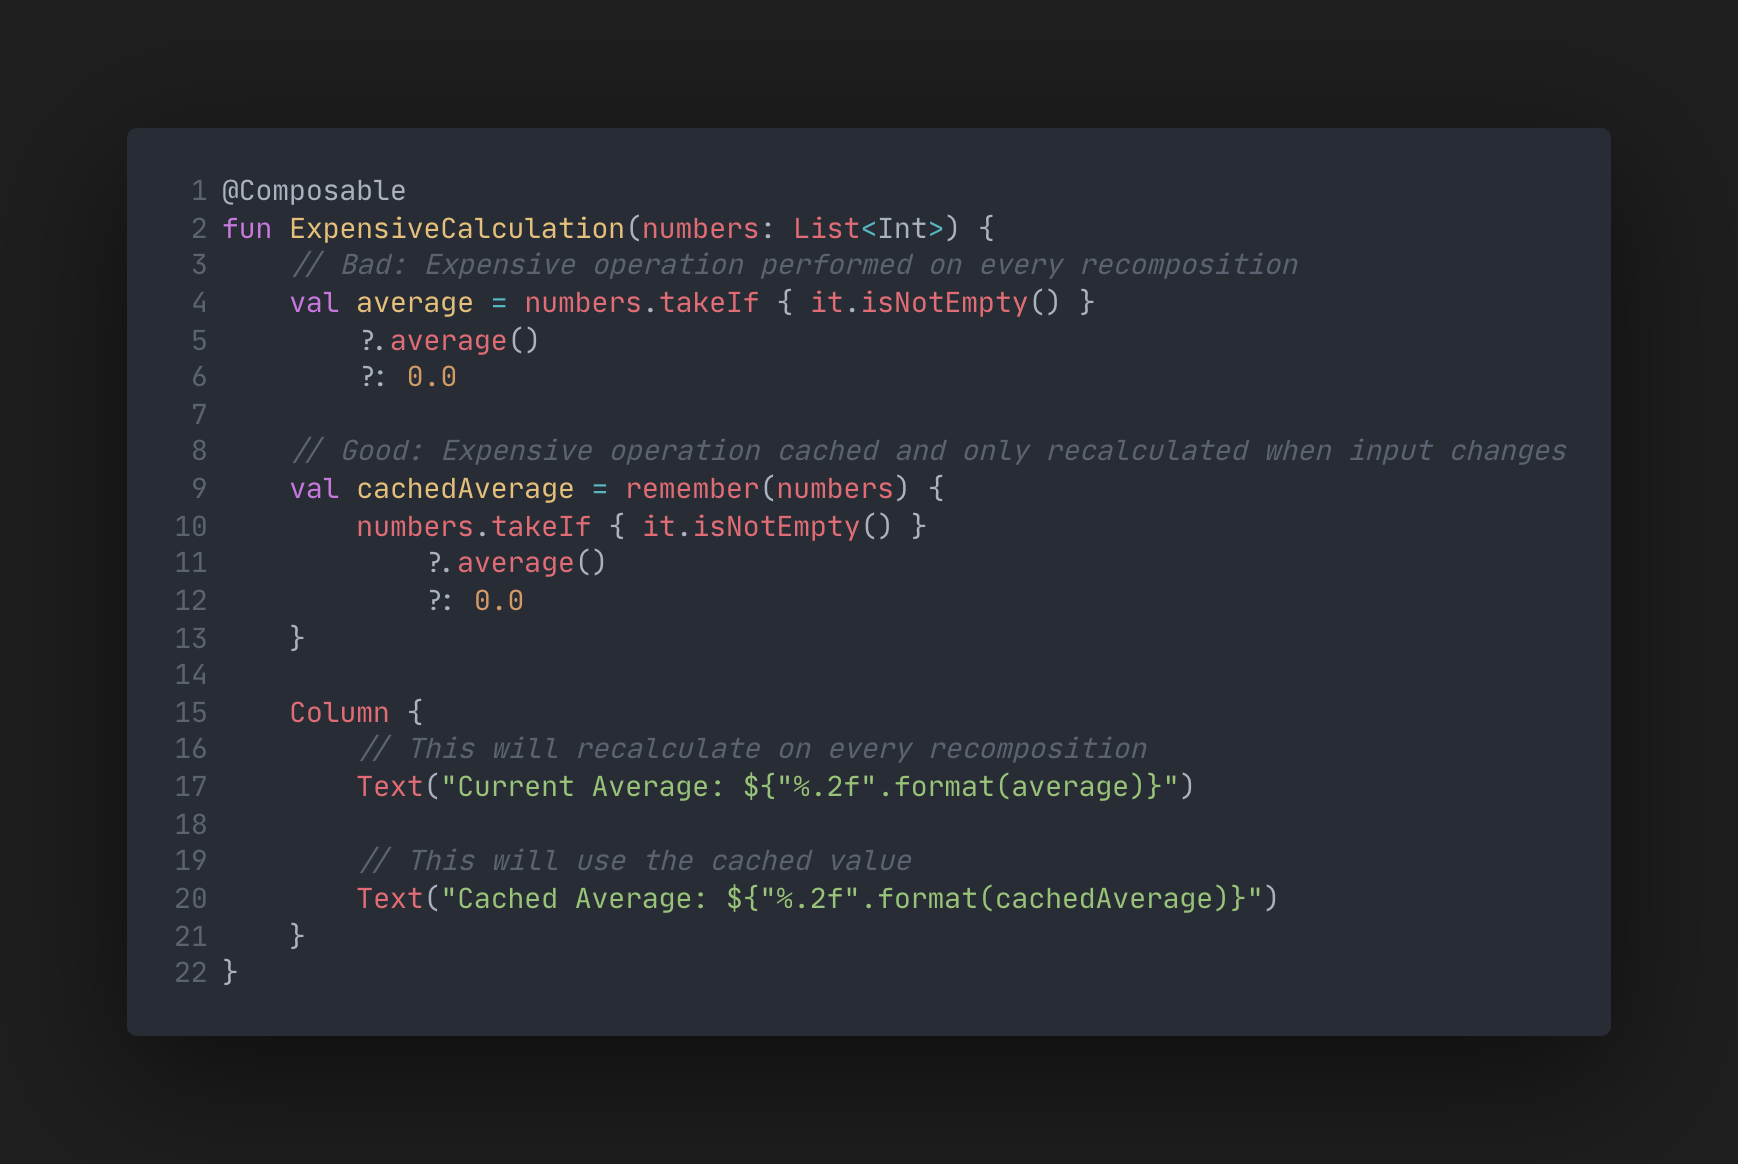 1 @Composable
2 fun ExpensiveCalculation(numbers: List<Int>) {
3     // Bad: Expensive operation performed on every recomposition
4     val average = numbers.takeIf { it.isNotEmpty() }
5         ?.average()
6         ?: 0.0
7
8     // Good: Expensive operation cached and only recalculated when input changes
9     val cachedAverage = remember(numbers) {
10         numbers.takeIf { it.isNotEmpty() }
11             ?.average()
12             ?: 0.0
13     }
14
15     Column {
16         // This will recalculate on every recomposition
17         Text("Current Average: ${"%.2f".format(average)}")
18
19         // This will use the cached value
20         Text("Cached Average: ${"%.2f".format(cachedAverage)}")
21     }
22 }